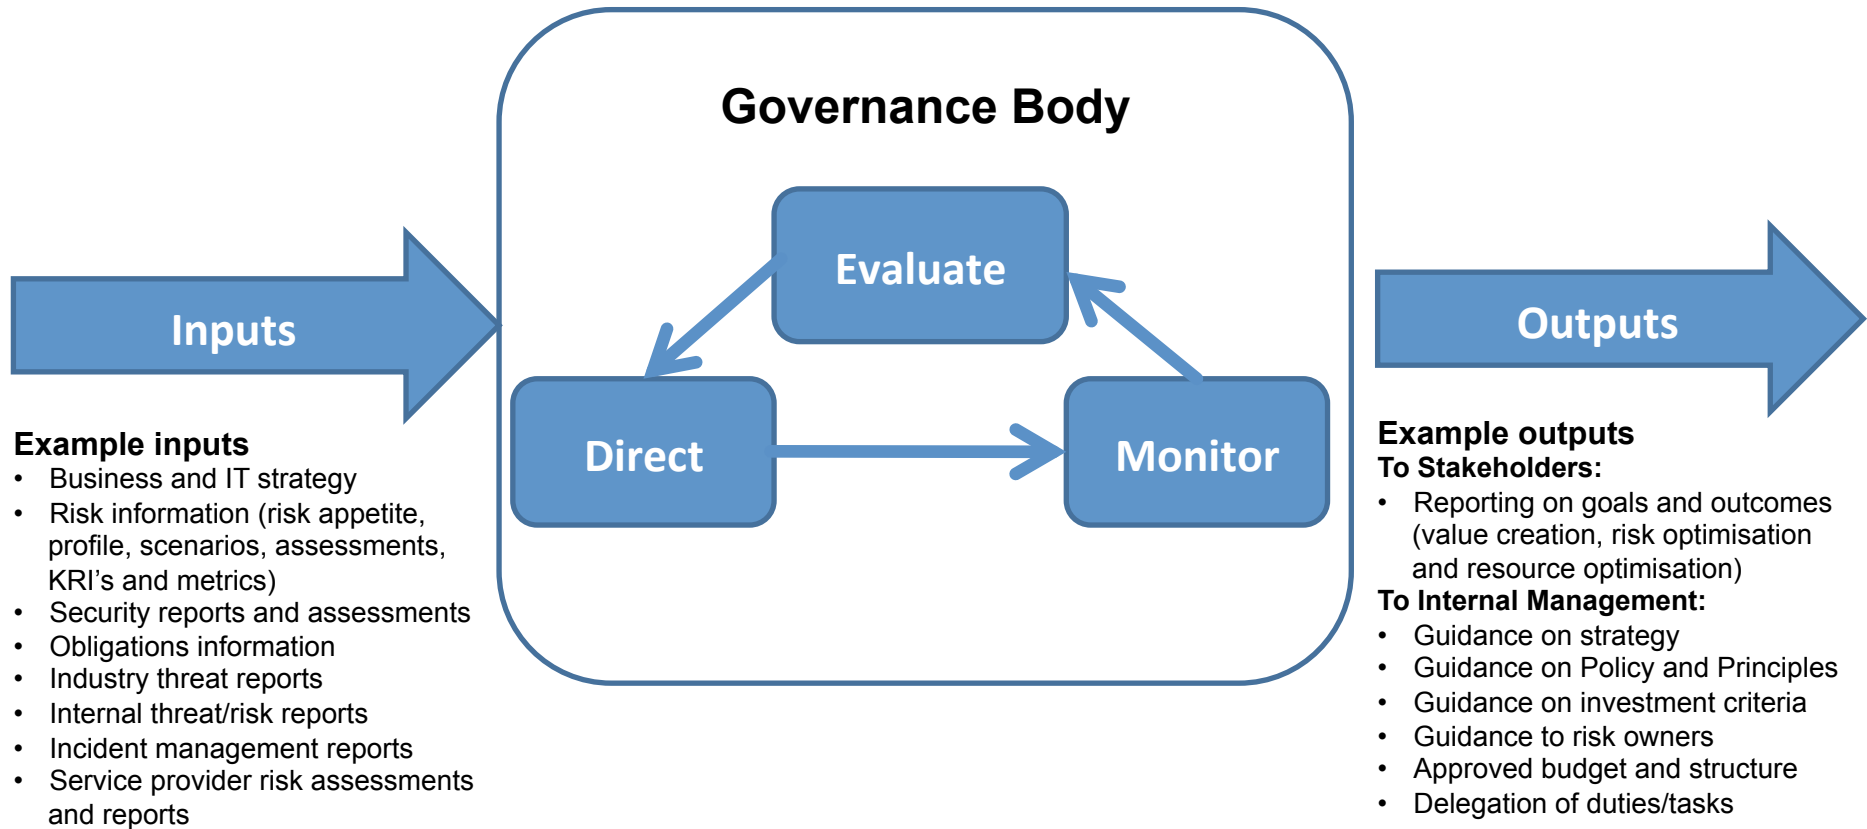 Governance Body
Evaluate
Inputs
Outputs
Direct
Monitor
Example inputs
• Business and IT strategy
• Risk information (risk appetite,
profile, scenarios, assessments,
KRI's and metrics)
• Security reports and assessments
• Obligations information
• Industry threat reports
• Internal threat/risk reports
• Incident management reports
• Service provider risk assessments
and reports
Example outputs
To Stakeholders:
• Reporting on goals and outcomes
(value creation, risk optimisation
and resource optimisation)
To Internal Management:
• Guidance on strategy
• Guidance on Policy and Principles
• Guidance on investment criteria
• Guidance to risk owners
• Approved budget and structure
• Delegation of duties/tasks